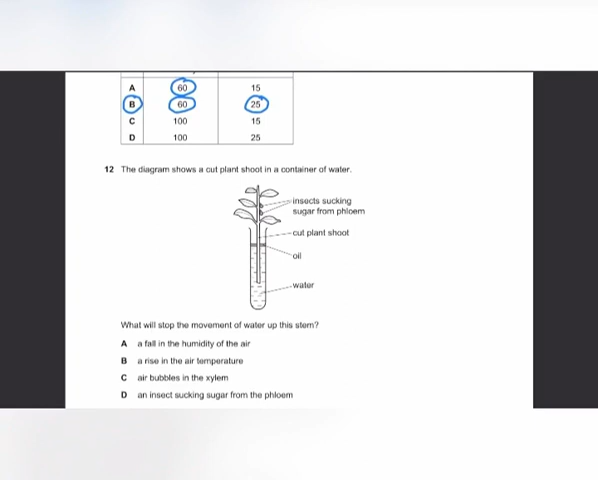 A 60 15
B 60 25
C 100 15
D 100 25
12 The diagram shows a cut plant shoot in a container of water.
insects sucking
sugar from phloem
cut plant shoot
oil
water
What will stop the movement of water up this stem?
A a fall in the humidity of the air
B a rise in the air temperature
C air bubbles in the xylem
D an insect sucking sugar from the phloem